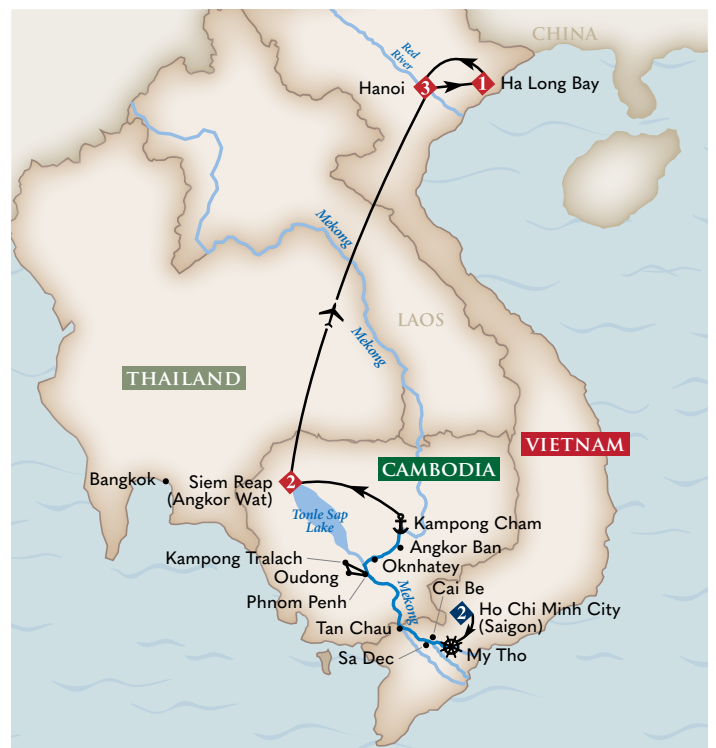 CHINA
Red
River
Hanoi
3
1
Ha Long Bay
Mekong
Mekong
LAOS
THAILAND
VIETNAM
CAMBODIA
Bangkok
Siem Reap
(Angkor Wat)
2
Tonle Sap
Lake
Kampong Cham
Angkor Ban
Kampong Tralach
Oknhatey
Oudong
Phnom Penh
Mekong
Cai Be
2
Ho Chi Minh City
(Saigon)
Tan Chau
Sa Dec
My Tho